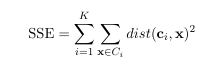 SSE = \sum_{i=1}^{K} \sum_{\mathbf{x} \in C_i} dist(\mathbf{c}_i, \mathbf{x})^2